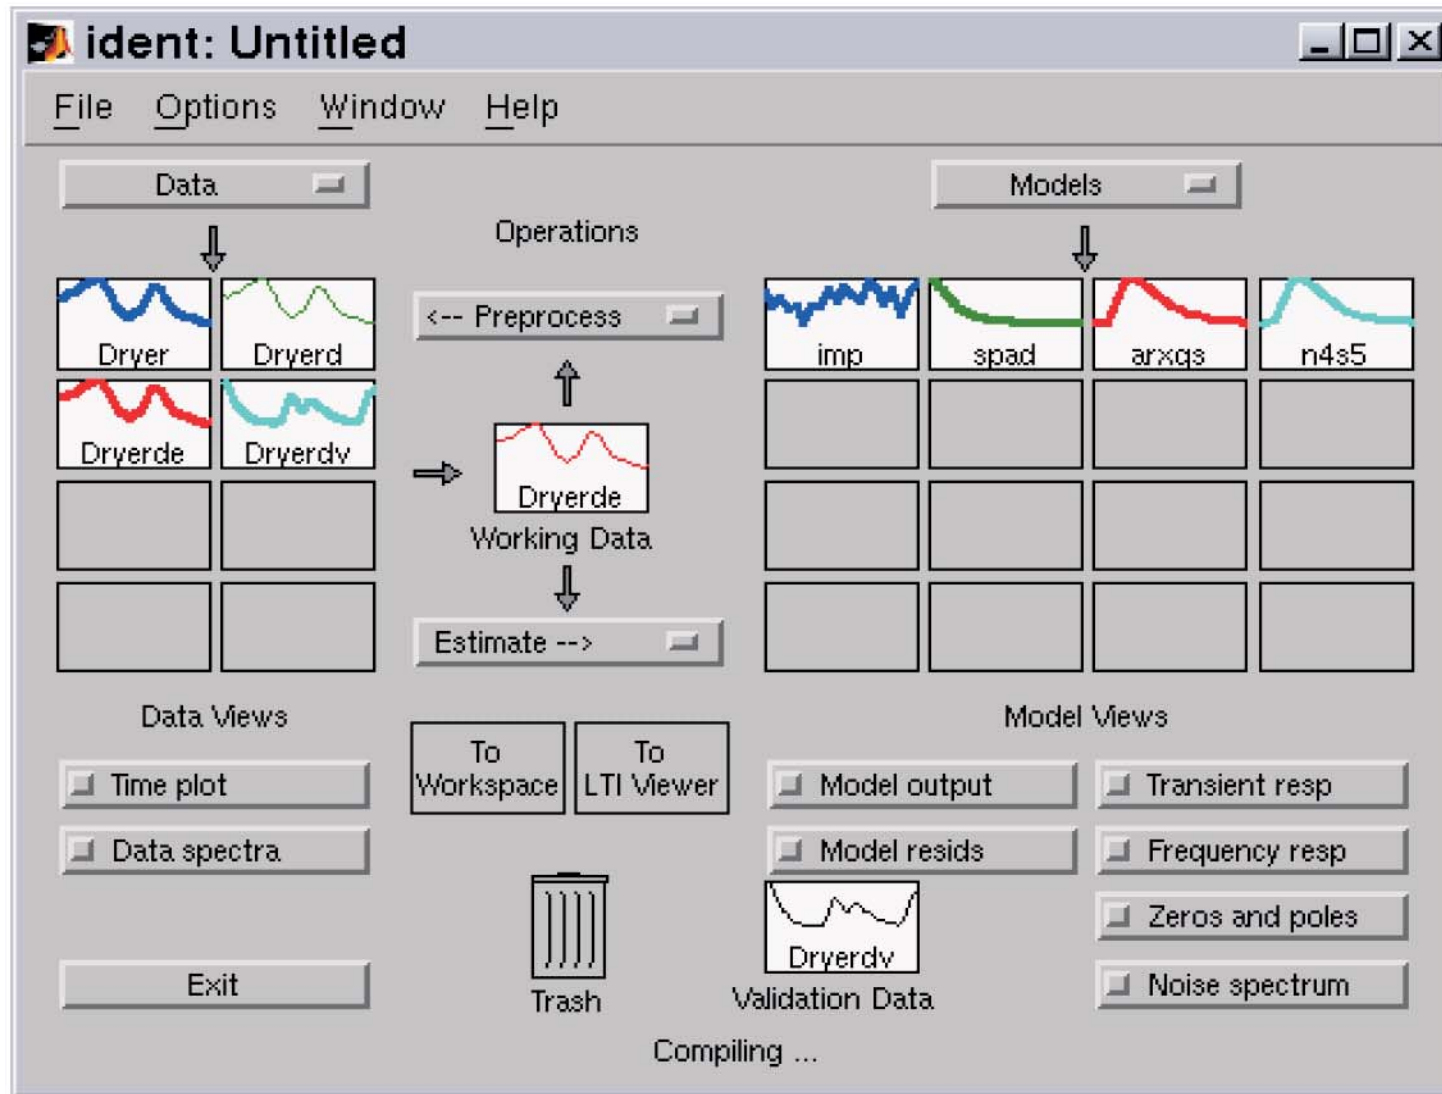 ident: Untitled
File Options Window Help
Data
Models
Operations
<-- Preprocess
Dryer
Dryerd
Dryerde
Dryerdv
imp
spad
arxqs
n4s5
Dryerde
Working Data
Estimate -->
Data Views
Time plot
Data spectra
Exit
To
Workspace
To
LTI Viewer
Trash
Model Views
Model output
Transient resp
Model resids
Frequency resp
Zeros and poles
Noise spectrum
Dryerdv
Validation Data
Compiling ...